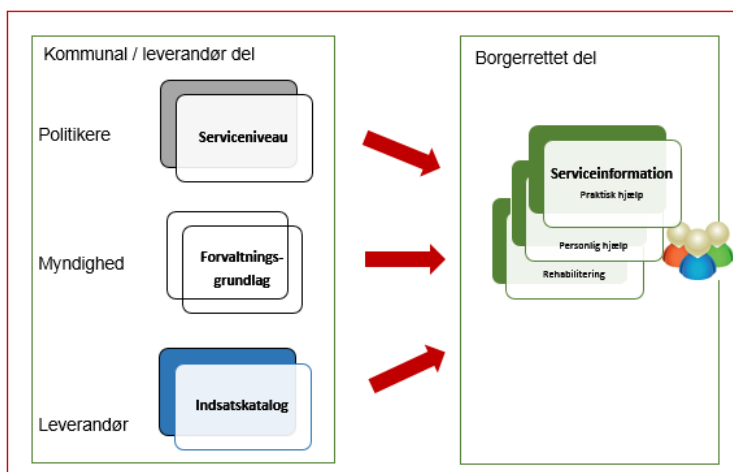 Kommunal / leverandør del
Politikere
Serviceniveau
Myndighed
Forvaltnings-
grundlag
Leverandør
Indsatskatalog
Borgerrettet del
Serviceinformation
Praktisk hjælp
Personlig hjælp
Rehabilitering